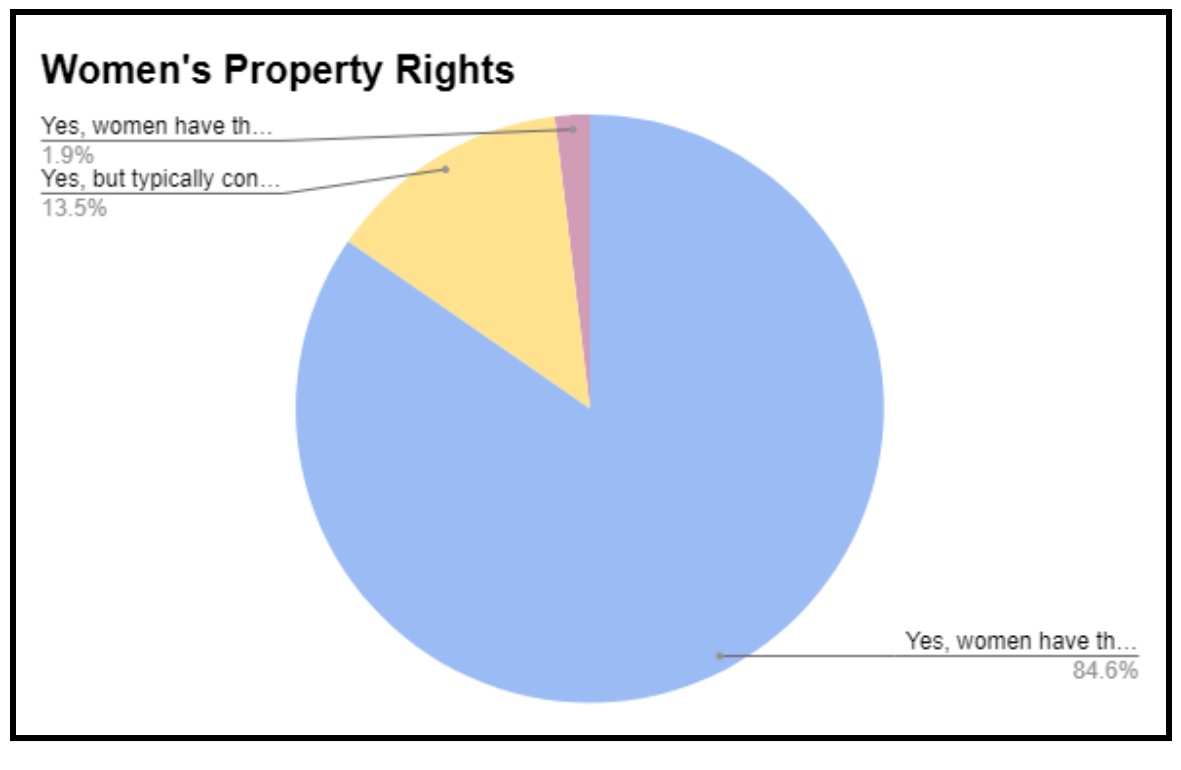 Women's Property Rights
Yes, women have th...
1.9%
Yes, but typically con...
13.5%
Yes, women have th...
84.6%